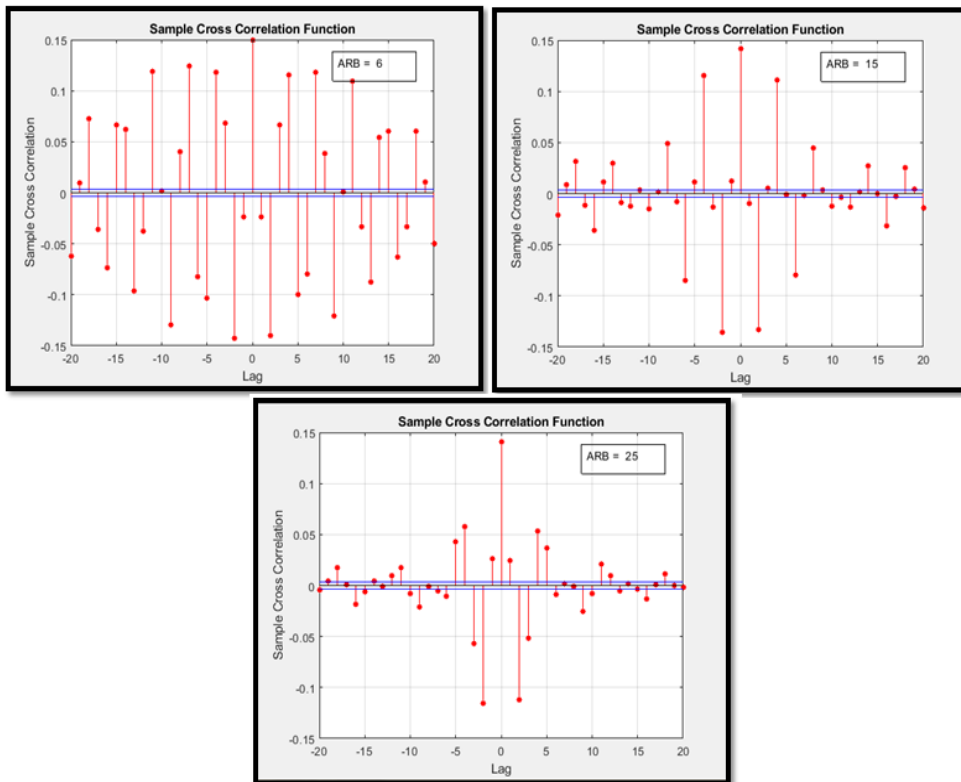 Sample Cross Correlation Function
ARB = 6
0.15
0.1
0.05
0
-0.05
-0.1
-0.15
Sample Cross Correlation
-20 -15 -10 -5 0 5 10 15 20
Lag
Sample Cross Correlation Function
ARB = 15
0.15
0.1
0.05
0
-0.05
-0.1
-0.15
Sample Cross Correlation
-20 -15 -10 -5 0 5 10 15 20
Lag
Sample Cross Correlation Function
ARB = 25
0.15
0.1
0.05
0
-0.05
-0.1
-0.15
Sample Cross Correlation
-20 -15 -10 -5 0 5 10 15 20
Lag